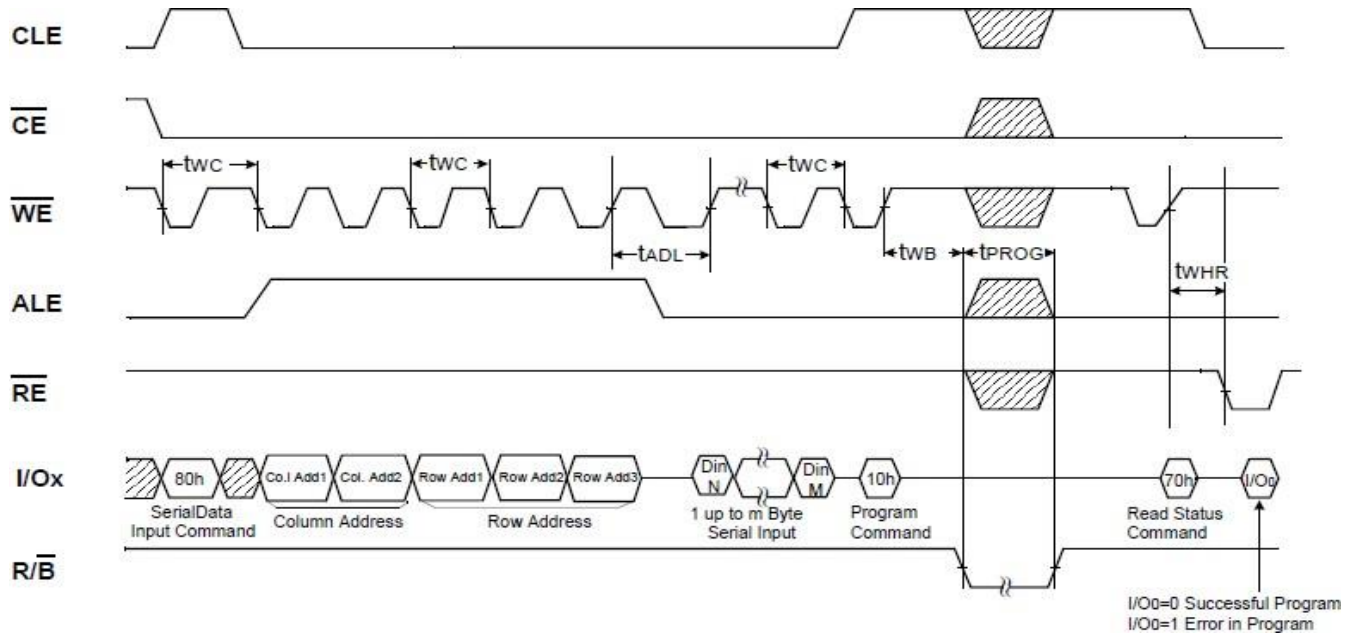 CLE
CE
tWC
tWC
tWC
WE
tADL
tWB
tPROG
tWHR
ALE
RE
I/Ox
80h
Co.l Add1
Col. Add2
Row Add1
Row Add2
Row Add3
Din
N
Din
M
10h
70h
I/O0
SerialData
Input Command
Column Address
Row Address
1 up to m Byte
Serial Input
Program
Command
Read Status
Command
R/B
I/O0=0 Successful Program
I/O0=1 Error in Program